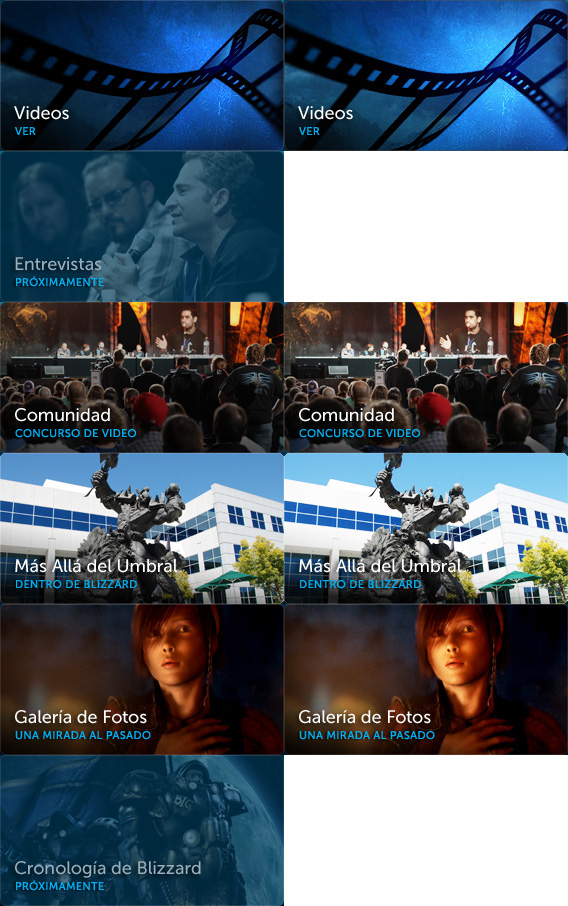 Videos
VER
Videos
VER
Entrevistas
PRÓXIMAMENTE
Comunidad
CONCURSO DE VIDEO
Comunidad
CONCURSO DE VIDEO
Más Allá del Umbral
DENTRO DE BLIZZARD
Más Allá del Umbral
DENTRO DE BLIZZARD
Galería de Fotos
UNA MIRADA AL PASADO
Galería de Fotos
UNA MIRADA AL PASADO
Cronología de Blizzard
PRÓXIMAMENTE